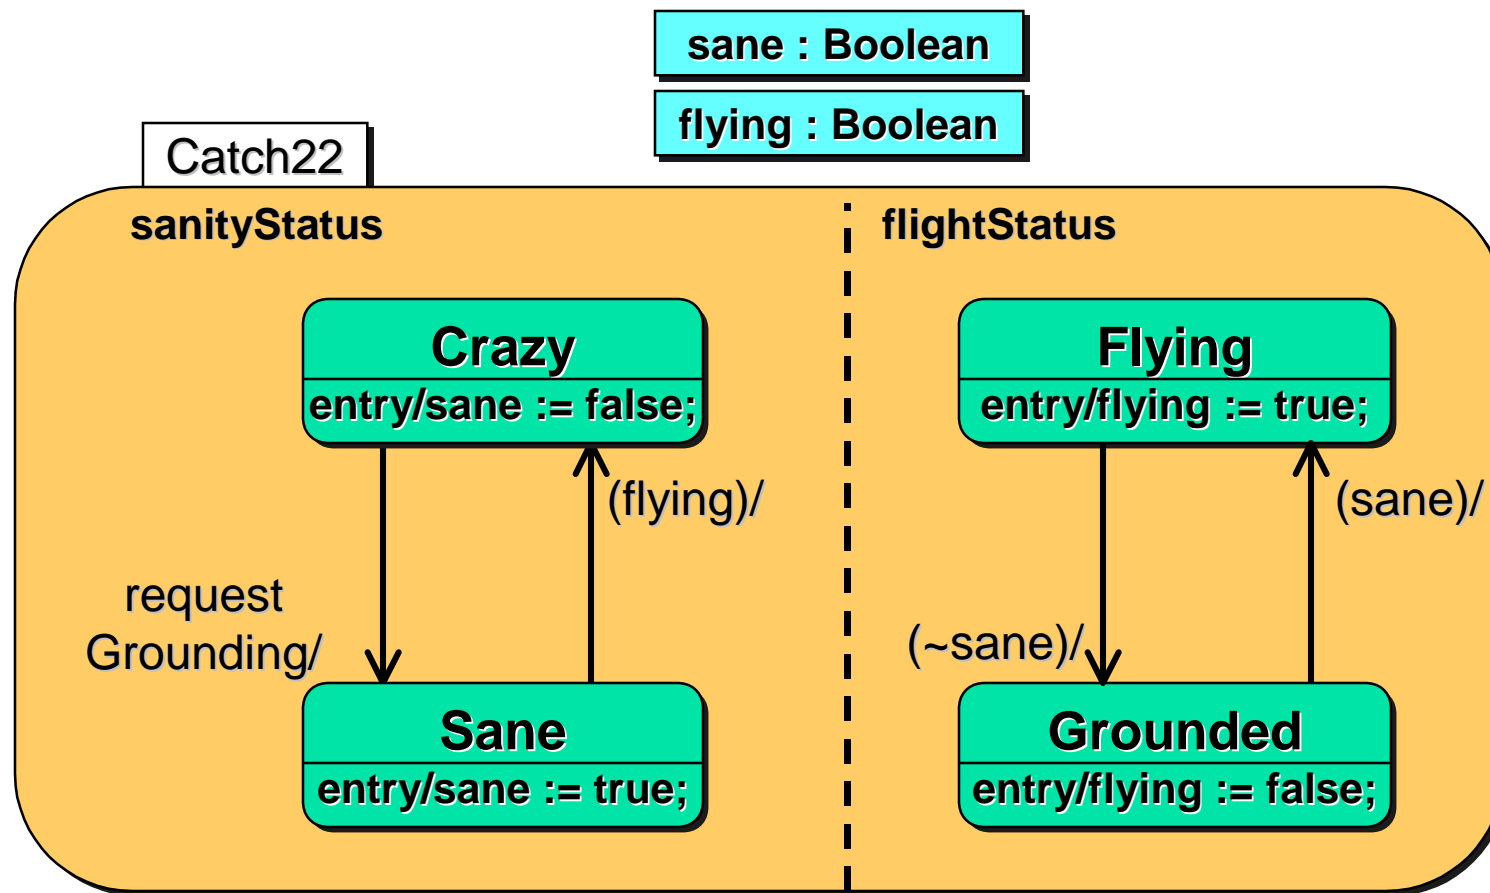 sane : Boolean
flying : Boolean
Catch22
sanityStatus
flightStatus
Crazy
entry/sane := false;
Flying
entry/flying := true;
(flying)/
(sane)/
request
Grounding/
(~sane)/
Sane
entry/sane := true;
Grounded
entry/flying := false;